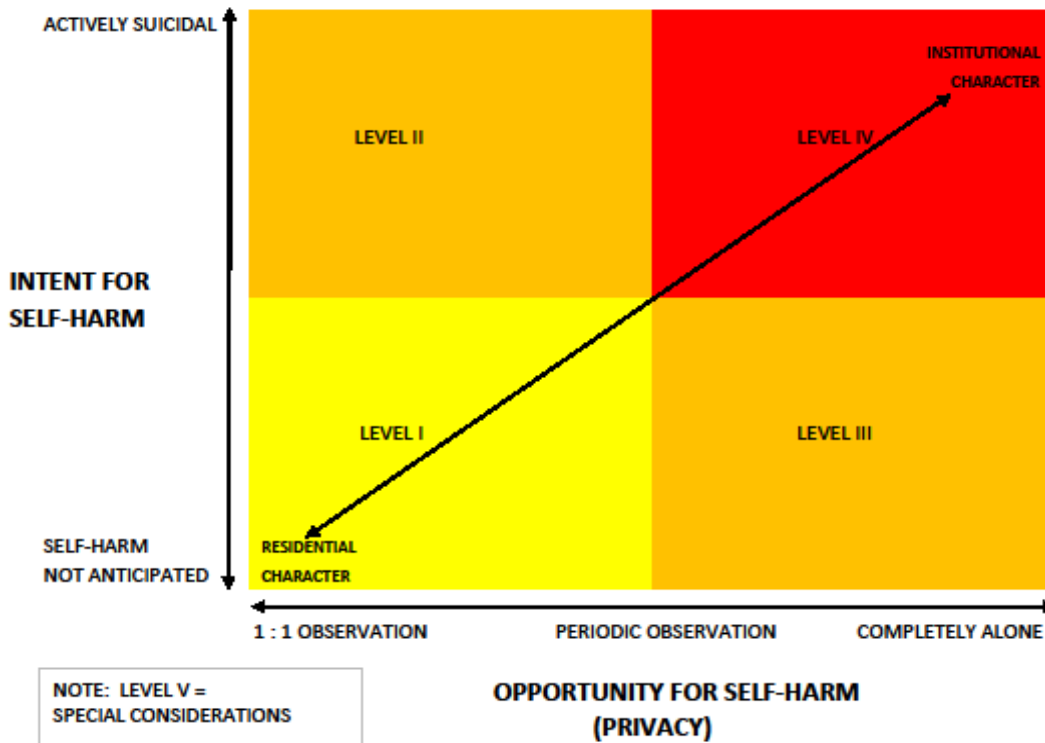 ACTIVELY SUICIDAL
INSTITUTIONAL
CHARACTER
LEVEL II
LEVEL IV
INTENT FOR
SELF-HARM
LEVEL I
LEVEL III
SELF-HARM
NOT ANTICIPATED
RESIDENTIAL
CHARACTER
1 : 1 OBSERVATION
PERIODIC OBSERVATION
COMPLETELY ALONE
NOTE: LEVEL V =
SPECIAL CONSIDERATIONS
OPPORTUNITY FOR SELF-HARM
(PRIVACY)